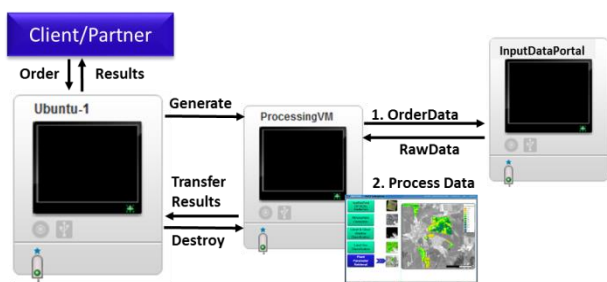 Client/Partner
Order
Results
Ubuntu-1
Generate
ProcessingVM
1. OrderData
RawData
InputDataPortal
Transfer
Results
Destroy
2. Process Data